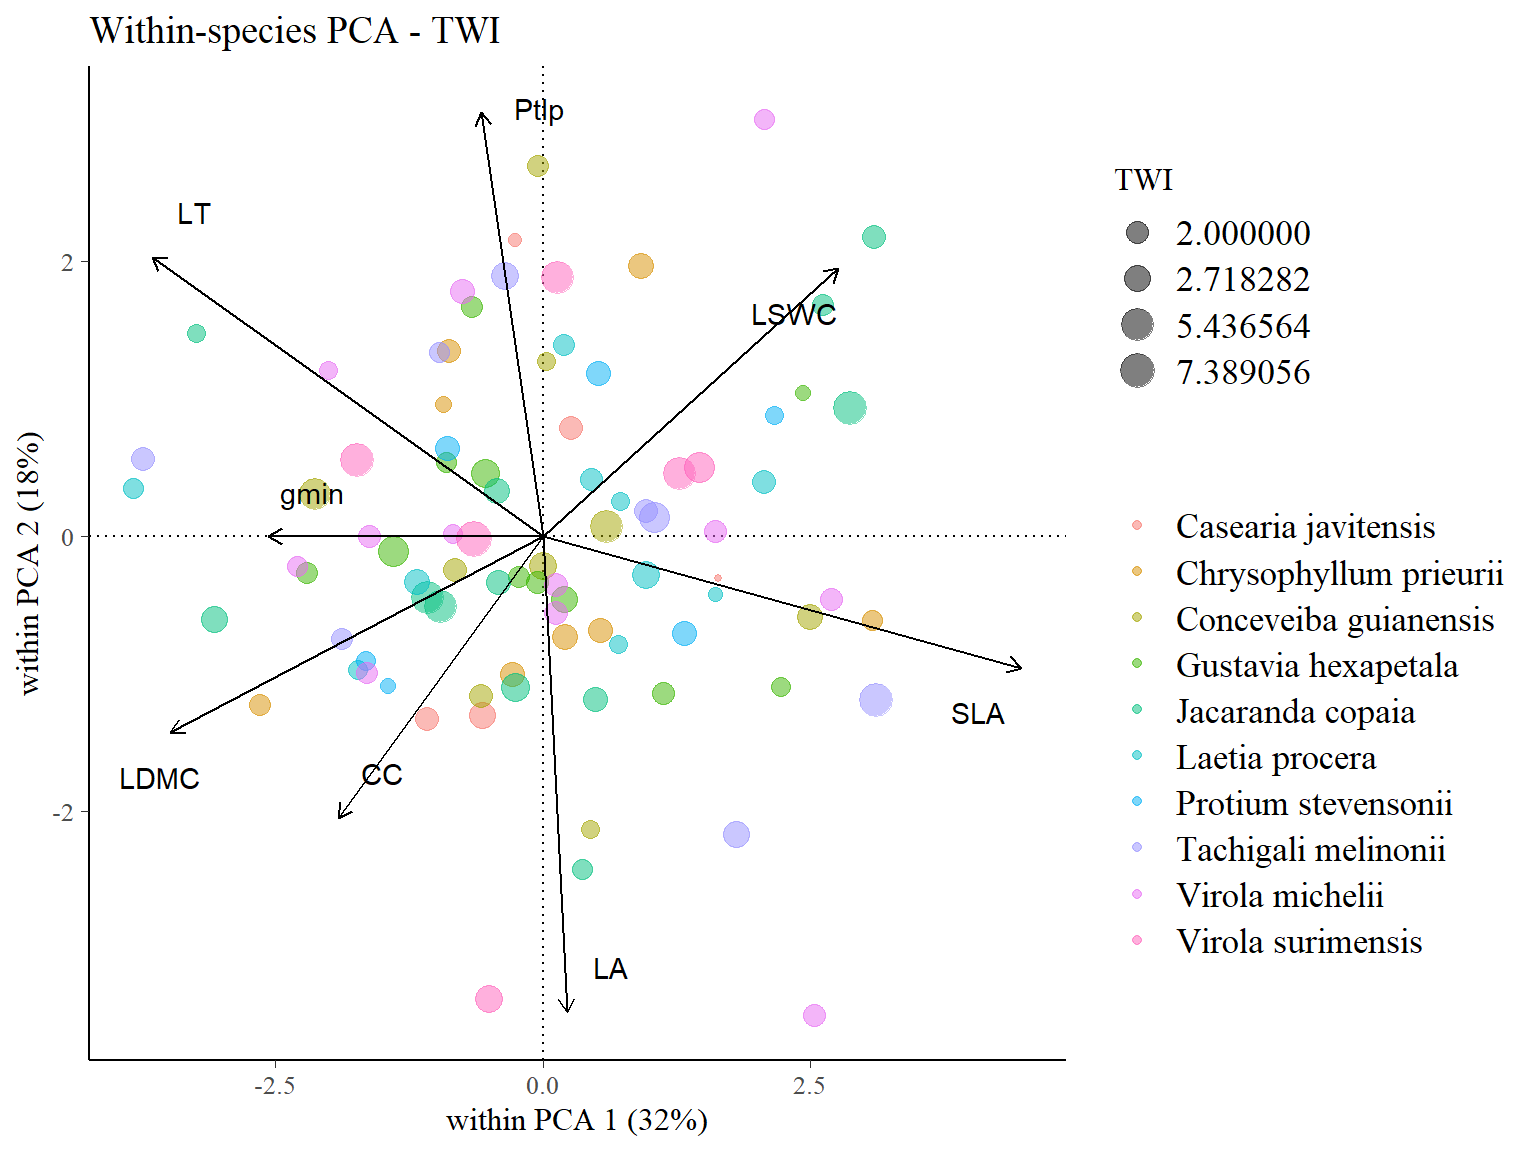 Within-species PCA - TWI
Ptlp
LT
LSWC
gmin
SLA
LDMC
CC
LA
2
0
-2
-2.5
0.0
2.5
within PCA 1 (32%)
within PCA 2 (18%)
TWI
2.000000
2.718282
5.436564
7.389056
Casearia javitensis
Chrysophyllum prieurii
Conceveiba guianensis
Gustavia hexapetala
Jacaranda copaia
Laetia procera
Protium stevensonii
Tachigali melinonii
Virola michelii
Virola surimensis